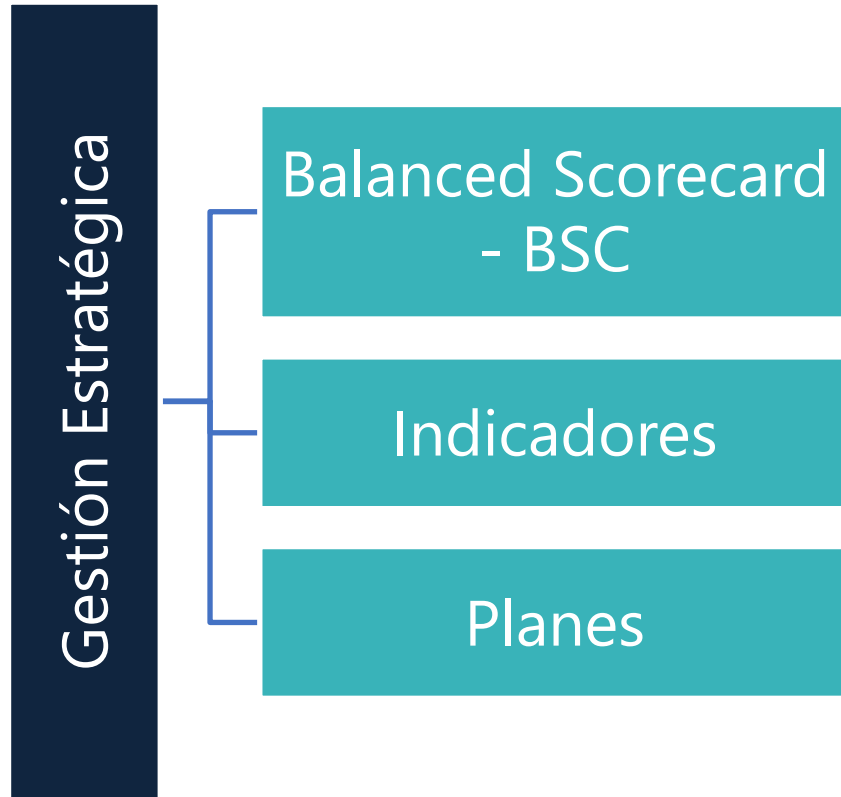 Gestión Estratégica
Balanced Scorecard
- BSC
Indicadores
Planes